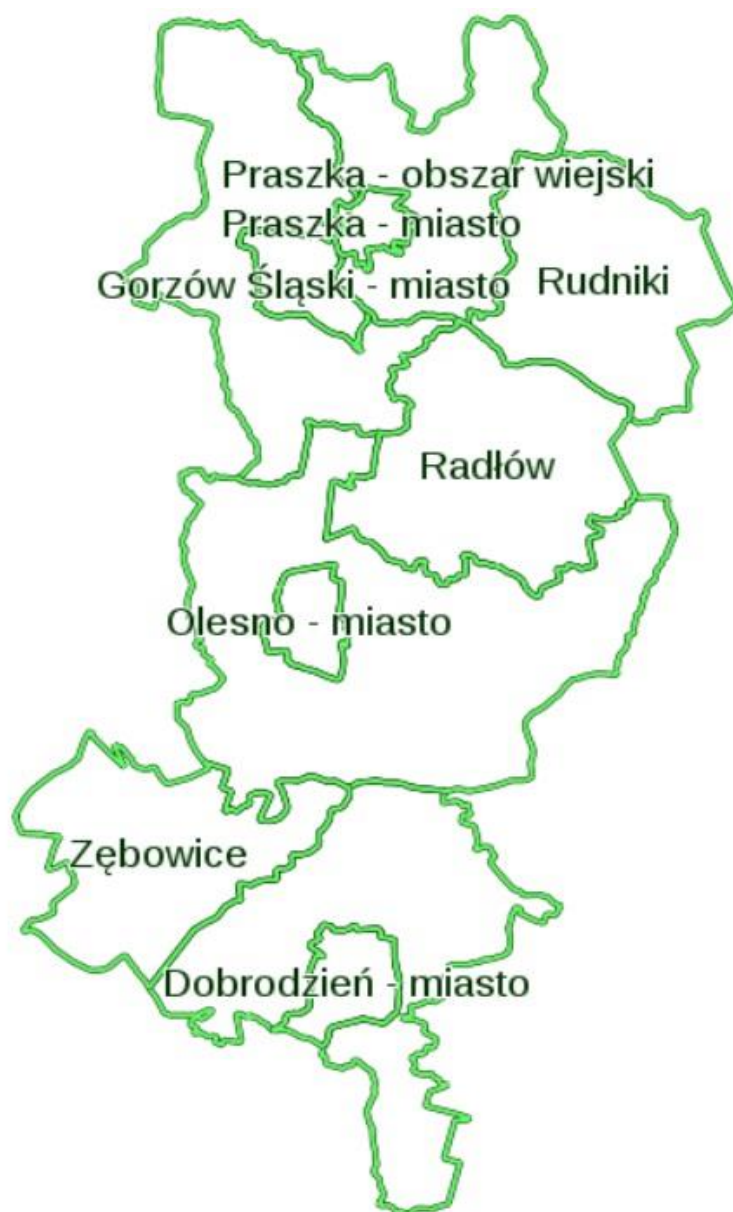 Praszka - obszar wiejski
Praszka - miasto
Gorzów Śląski - miasto
Rudniki
Radłów
Olesno - miasto
Zębowice
Dobrodzień - miasto